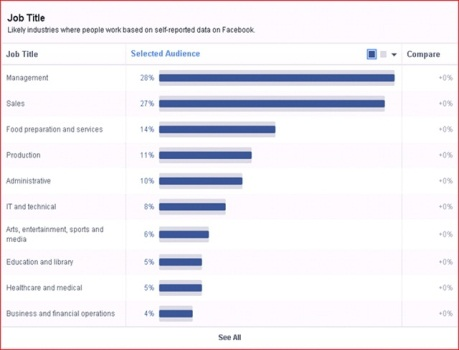 Job Title
Likely industries where people work based on self-reported data on Facebook.
Job Title Selected Audience Compare
Management 28% +0%
Sales 27% +0%
Food preparation and services 14% +0%
Production 11% +0%
Administrative 10% +0%
IT and technical 8% +0%
Arts, entertainment, sports and
media 6% +0%
Education and library 5% +0%
Healthcare and medical 5% +0%
Business and financial operations 4% +0%
See All